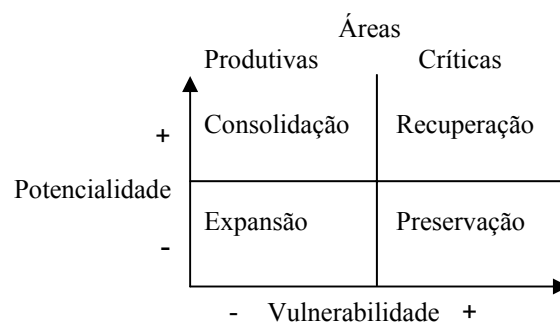 Áreas
Produtivas Críticas
+ Consolidação Recuperação
Potencialidade
- Expansão Preservação
- Vulnerabilidade +